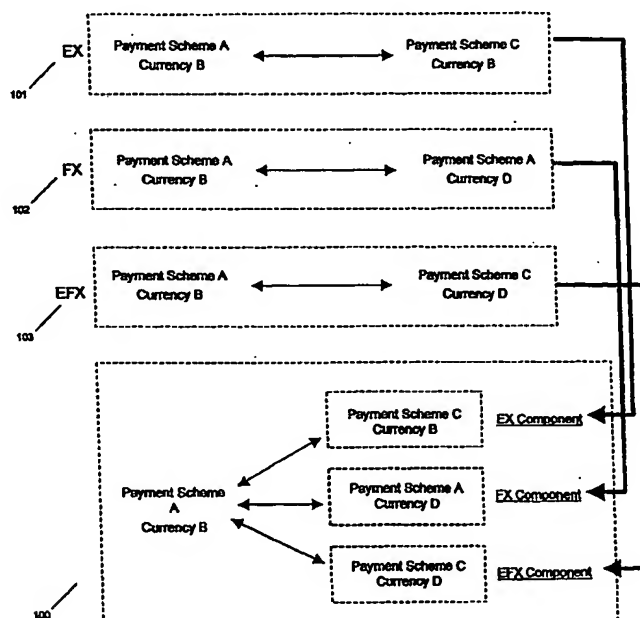 EX
Payment Scheme A
Currency B
Payment Scheme C
Currency B
101
FX
Payment Scheme A
Currency B
Payment Scheme A
Currency D
102
EFX
Payment Scheme A
Currency B
Payment Scheme C
Currency D
103
Payment Scheme
A
Currency B
Payment Scheme C
Currency B
EX Component
Payment Scheme A
Currency D
FX Component
Payment Scheme C
Currency D
EFX Component
100